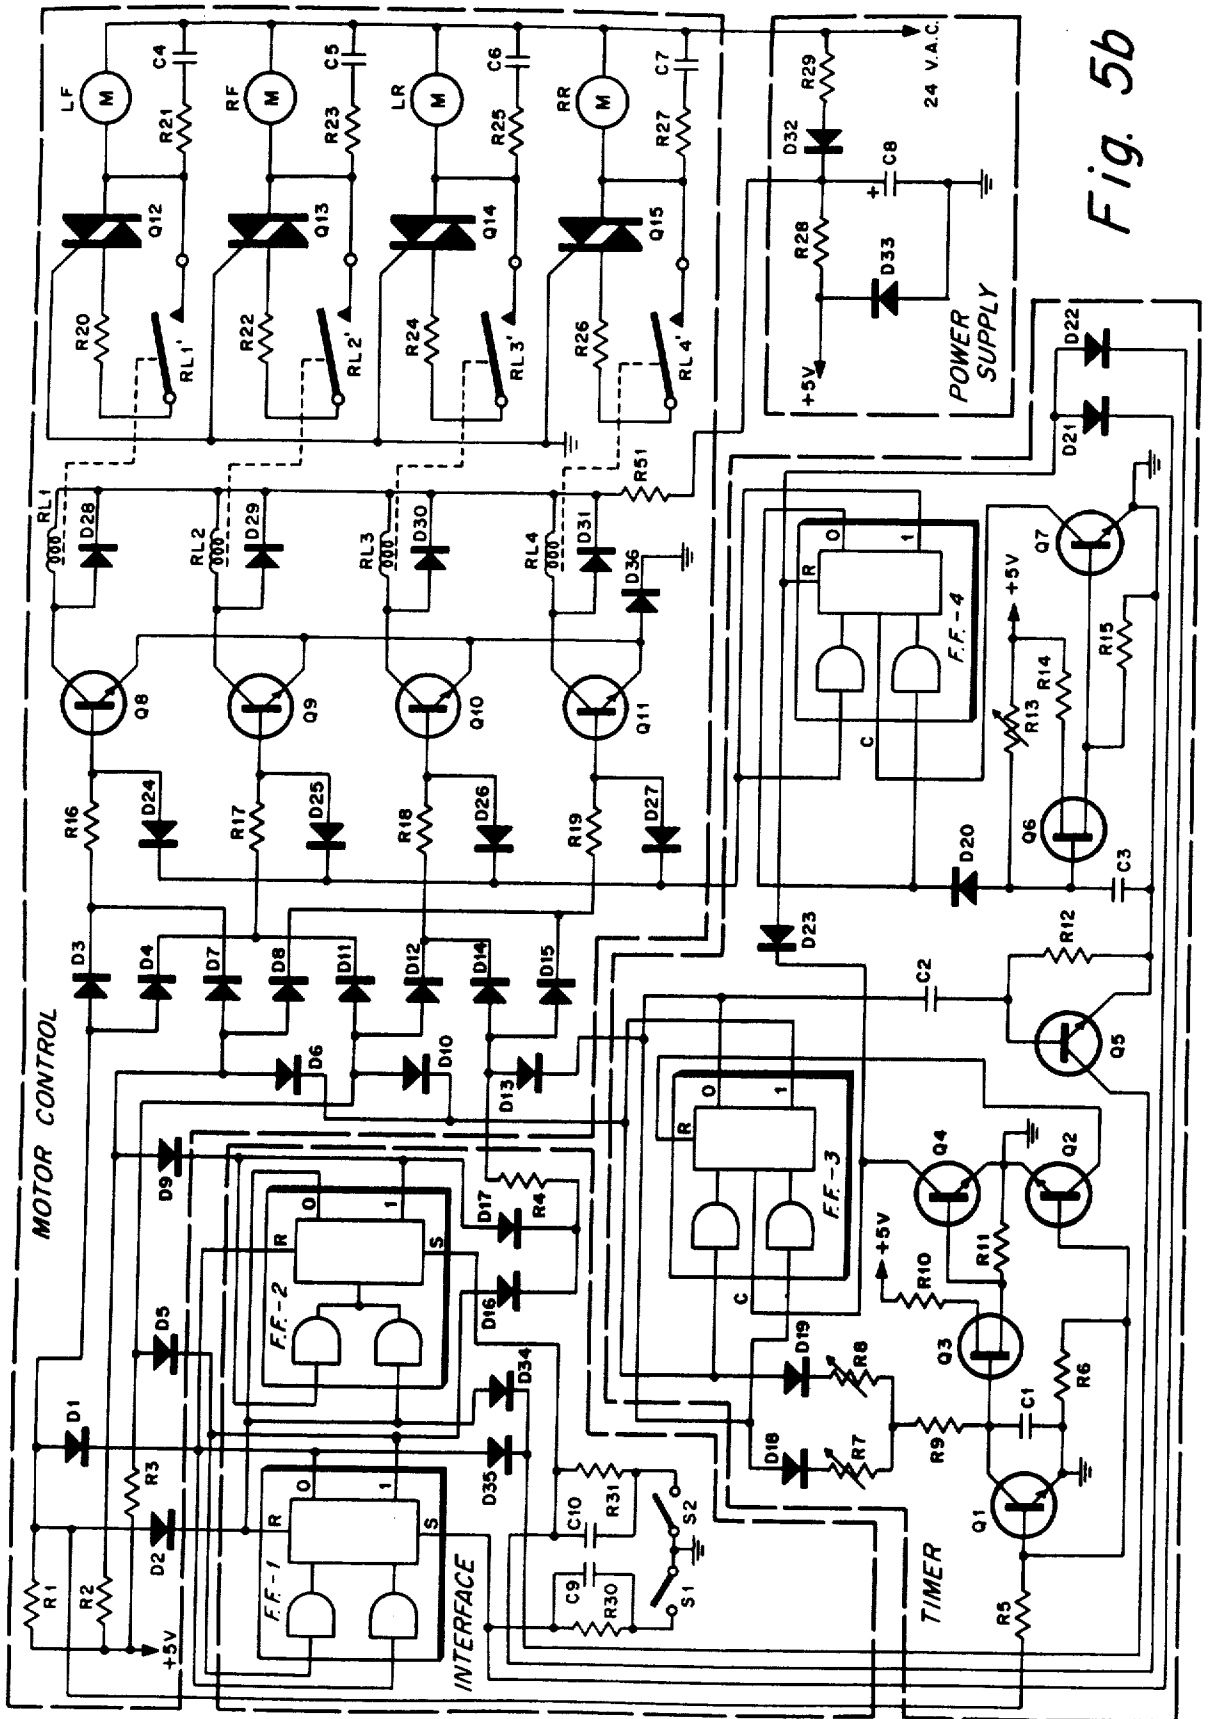 MOTOR CONTROL
LF
M
C4
R21
Q12
R20
RL1'
RL1
D28
Q8
R16
D24
D3
RF
M
C5
R23
Q13
R22
RL2'
RL2
D29
Q9
R17
D25
D4
D7
LR
M
C6
R25
Q14
R24
RL3'
RL3
D30
Q10
R18
D26
D8
D11
D12
RR
M
C7
R27
Q15
R26
RL4'
RL4
D31
R51
D36
Q11
R19
D27
D14
D15
D6
D10
D13
D9
D5
D1
D2
R1
R2
R3
+5V
R4
D17
D16
D34
D35
F.F.-2
R
S
0
1
F.F.-1
R
S
0
1
INTERFACE
C10
R31
S2
C9
R30
S1
POWER SUPPLY
24 V.A.C.
R29
D32
C8
+
R28
D33
+5V
D22
D21
F.F.-4
R
0
1
C
Q7
+5V
R15
R14
R13
Q6
D20
C3
D23
C2
R12
Q5
F.F.-3
R
0
1
C
Q4
Q2
+5V
R10
R11
Q3
D19
R8
D18
R7
R9
C1
R6
Q1
R5
TIMER
Fig. 5b